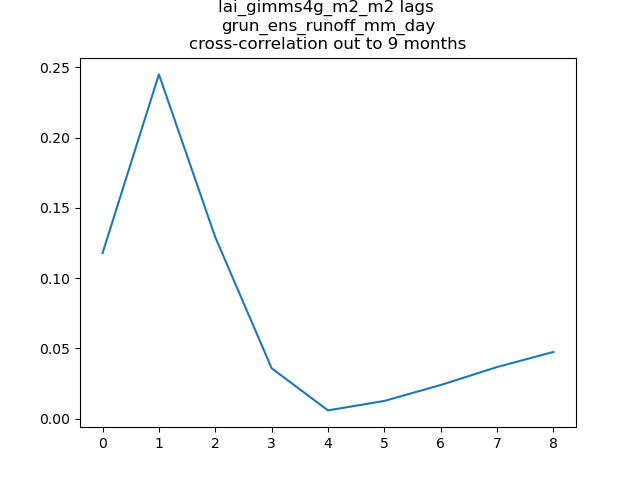 lai_gimms4g_m2_m2 lags
grun_ens_runoff_mm_day
cross-correlation out to 9 months
0.25
0.20
0.15
0.10
0.05
0.00
0 1 2 3 4 5 6 7 8